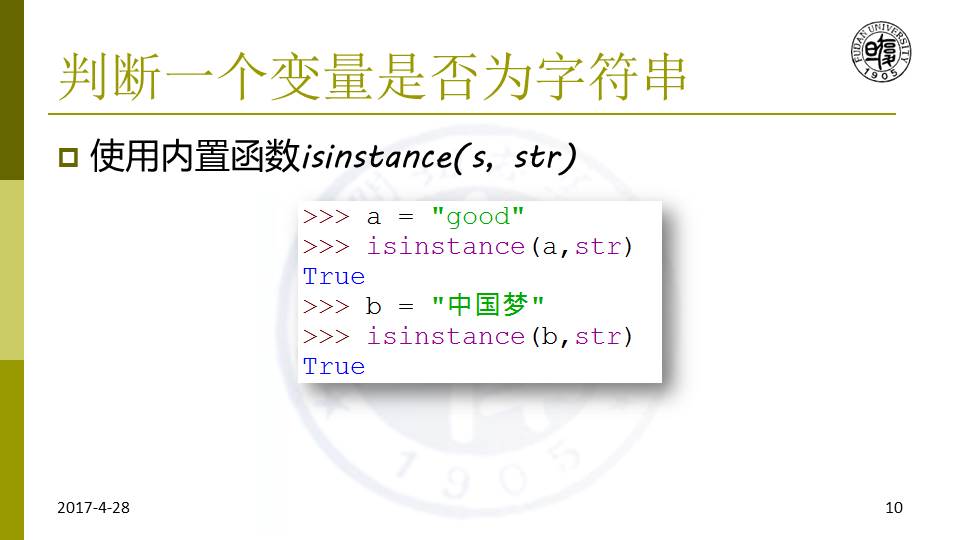 判断一个变量是否为字符串
FUDAN UNIVERSITY
1905
使用内置函数isinstance(s, str)
>>> a = "good"
>>> isinstance(a,str)
True
>>> b = "中国梦"
>>> isinstance(b,str)
True
1905
2017-4-28
10